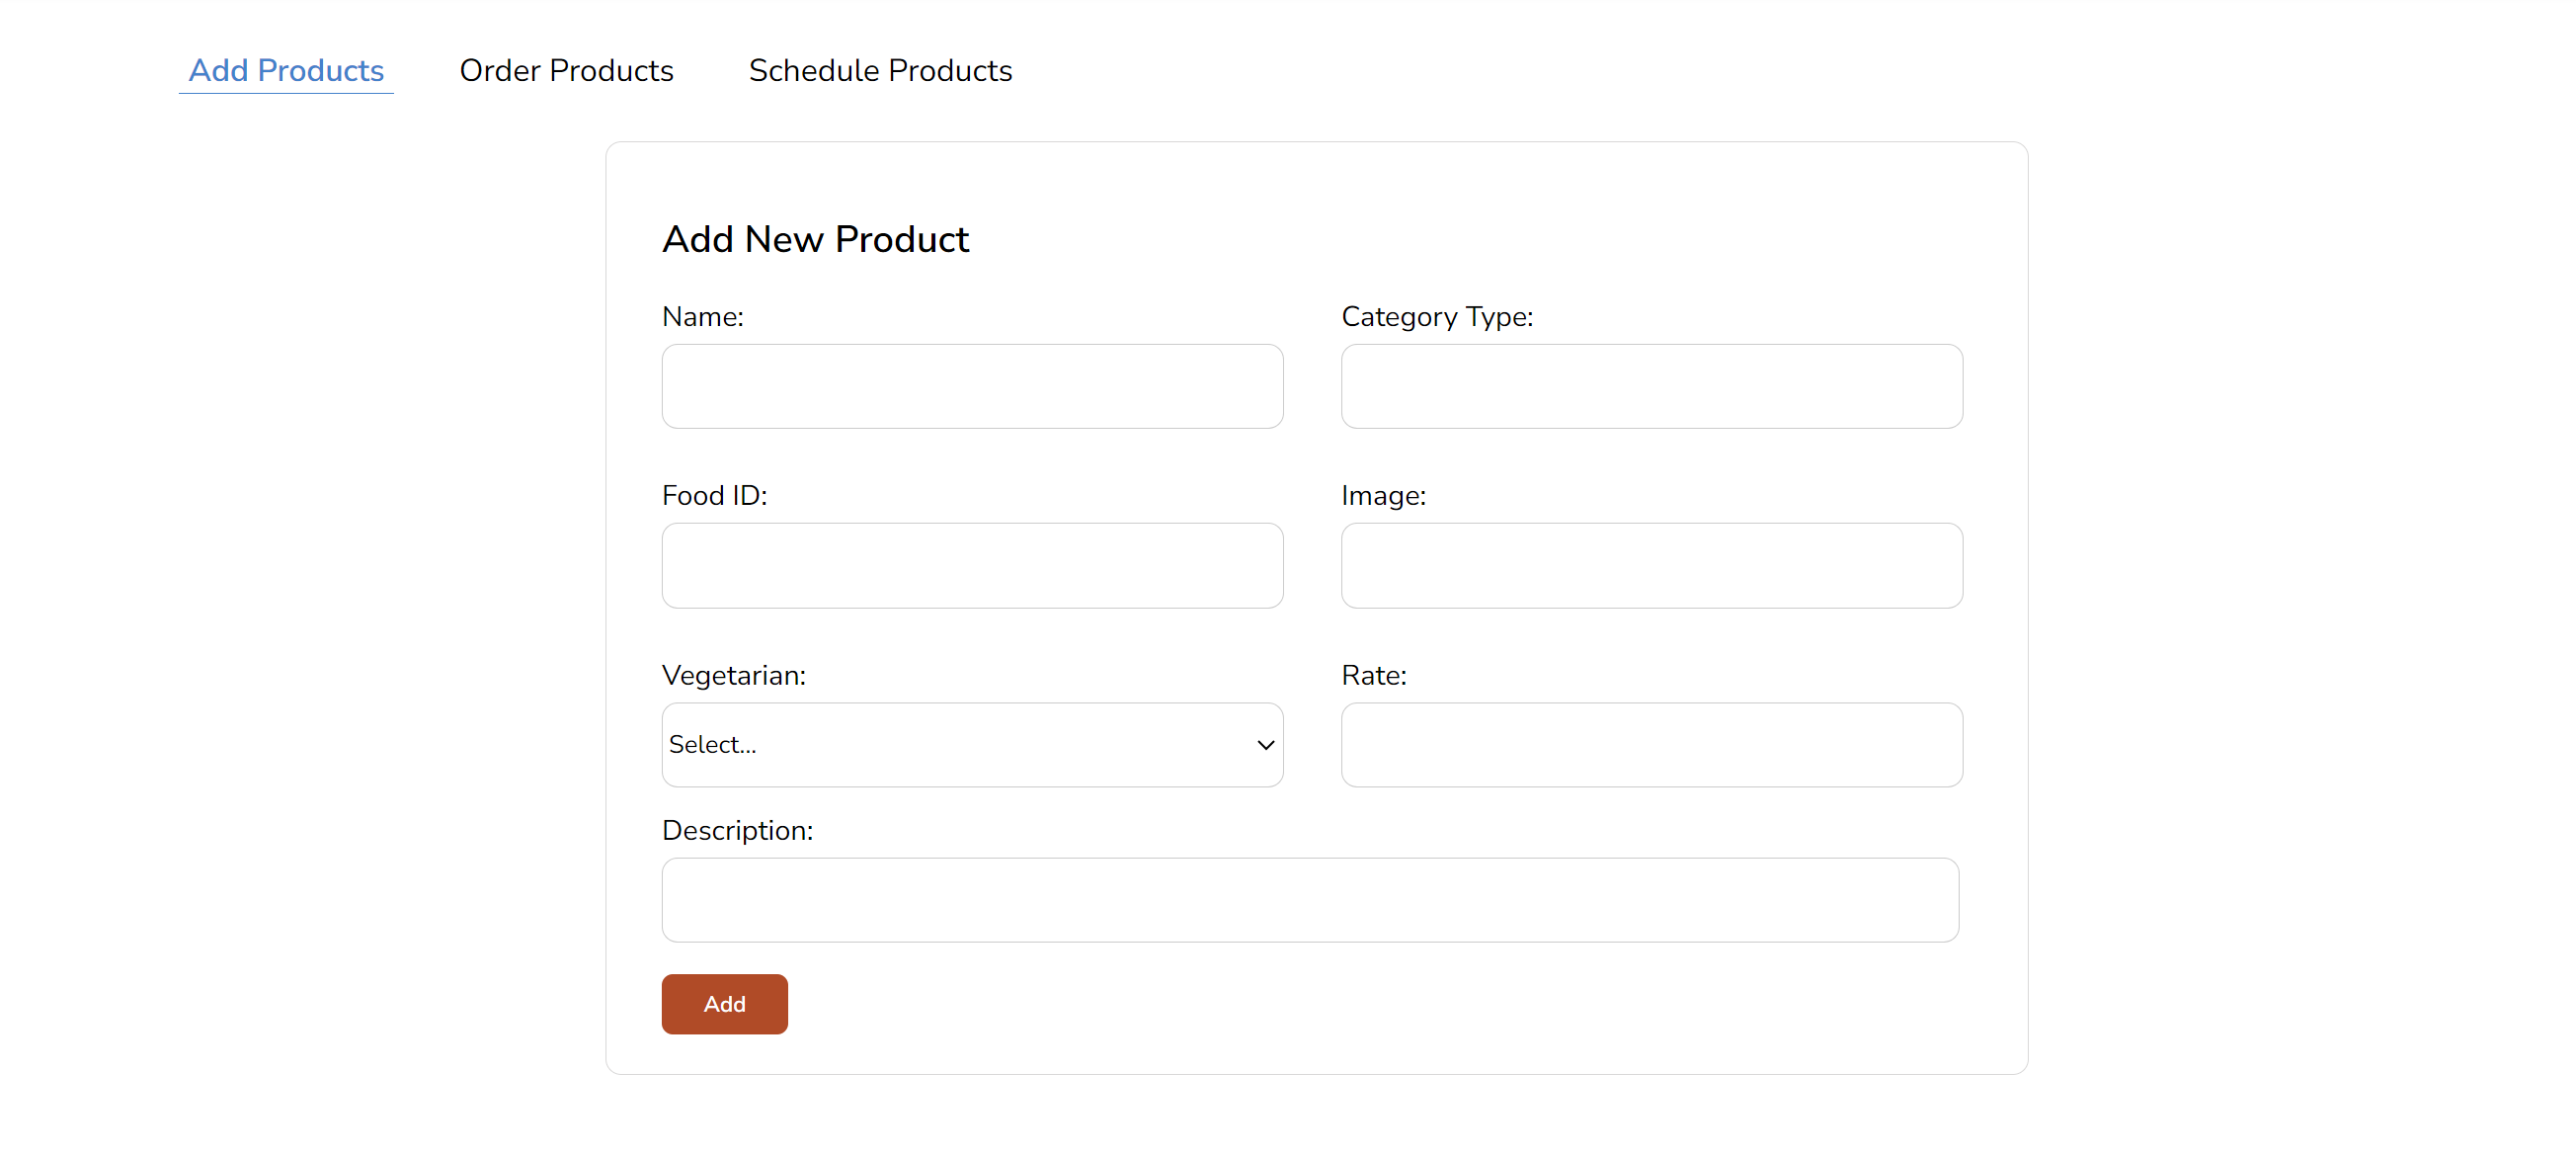 Add Products Order Products Schedule Products
Add New Product
Name: Category Type:
Food ID: Image:
Vegetarian: Rate:
Select...
Description:
Add